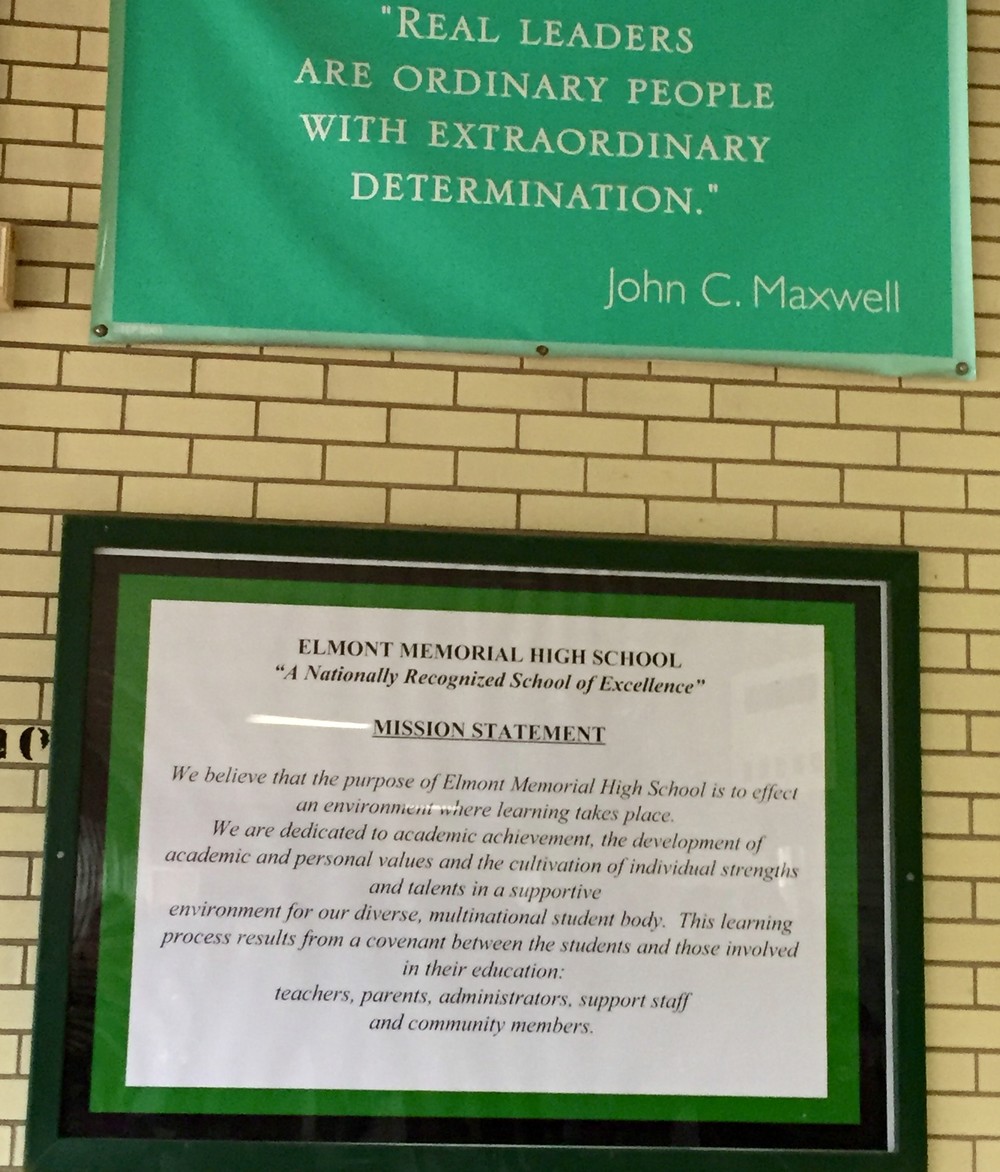 "REAL LEADERS
ARE ORDINARY PEOPLE
WITH EXTRAORDINARY
DETERMINATION."
John C. Maxwell
ELMONT MEMORIAL HIGH SCHOOL
“A Nationally Recognized School of Excellence”
MISSION STATEMENT
We believe that the purpose of Elmont Memorial High School is to effect
an environment where learning takes place.
We are dedicated to academic achievement, the development of
academic and personal values and the cultivation of individual strengths
and talents in a supportive
environment for our diverse, multinational student body. This learning
process results from a covenant between the students and those involved
in their education:
teachers, parents, administrators, support staff
and community members.